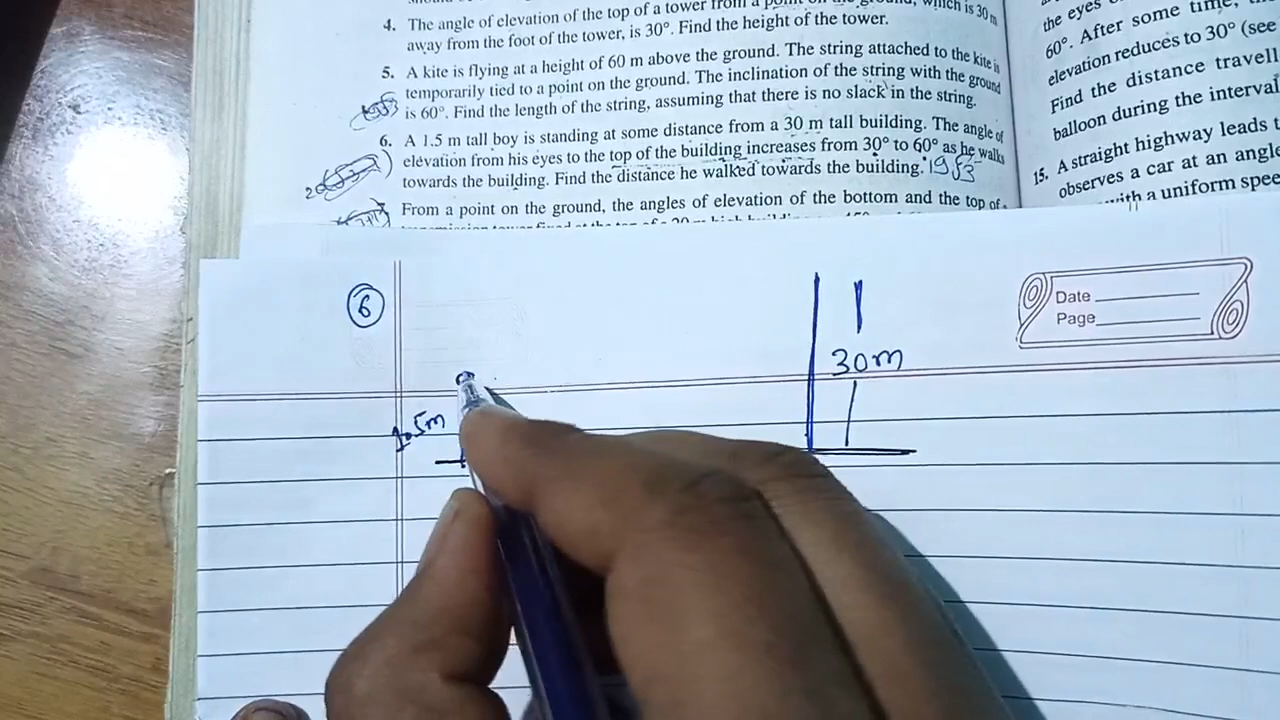 4. The angle of elevation of the top of a tower from a point on the ground, which is 30 m
away from the foot of the tower, is 30°. Find the height of the tower.
5. A kite is flying at a height of 60 m above the ground. The string attached to the kite is
temporarily tied to a point on the ground. The inclination of the string with the ground
is 60°. Find the length of the string, assuming that there is no slack in the string.
6. A 1.5 m tall boy is standing at some distance from a 30 m tall building. The angle of
elevation from his eyes to the top of the building increases from 30° to 60° as he walks
towards the building. Find the distance he walked towards the building. 19√3
From a point on the ground, the angles of elevation of the bottom and the top of
the eyes
60°. After some time,
elevation reduces to 30° (see
Find the distance travell
balloon during the interval
15. A straight highway leads t
observes a car at an angle
with a uniform spee
6
30m
1.5m
Date
Page